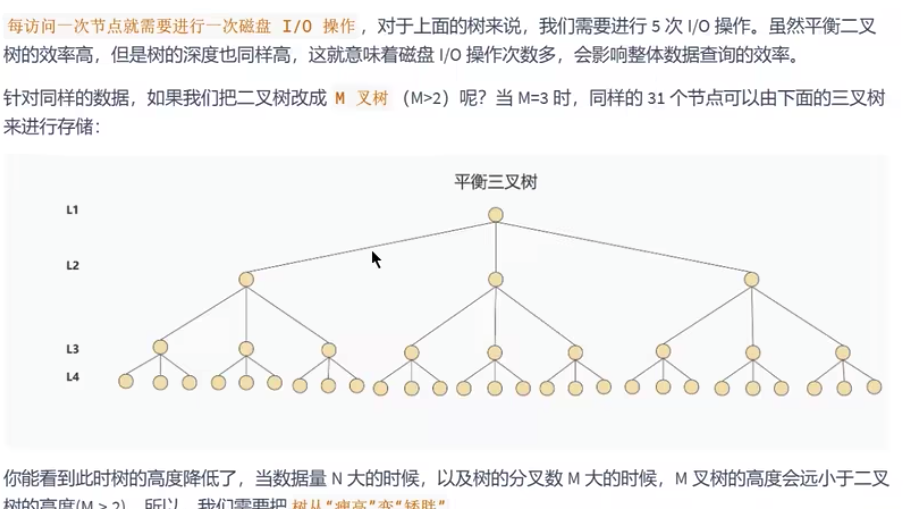 每访问一次节点就需要进行一次磁盘 I/O 操作，对于上面的树来说，我们需要进行 5 次 I/O 操作。虽然平衡二叉
树的效率高，但是树的深度也同样高，这就意味着磁盘 I/O 操作次数多，会影响整体数据查询的效率。
针对同样的数据，如果我们把二叉树改成 M 叉树 （M>2）呢？当 M=3 时，同样的 31 个节点可以由下面的三叉树
来进行存储：
平衡三叉树
L1
L2
L3
L4
你能看到此时树的高度降低了，当数据量 N 大的时候，以及树的分叉数 M 大的时候，M 叉树的高度会远小于二叉
树的高度(M > 2)。所以，我们需要把 树从“瘦高”变“矮胖”